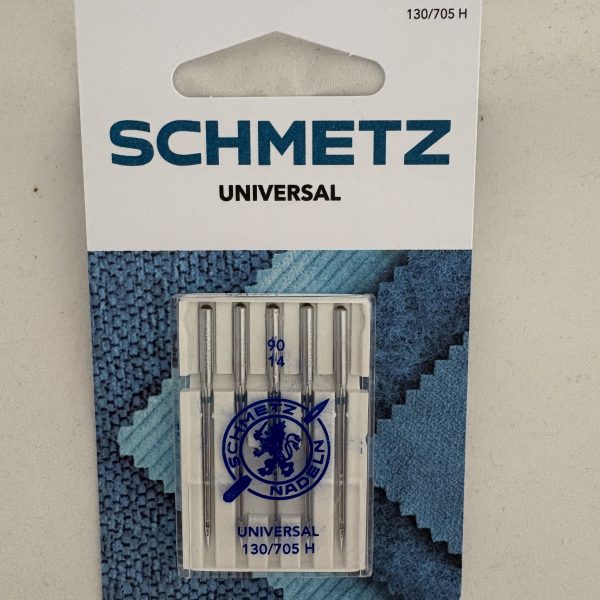 130/705 H
SCHMETZ
UNIVERSAL
90
14
SCHMETZ
NADELN
UNIVERSAL
130/705 H